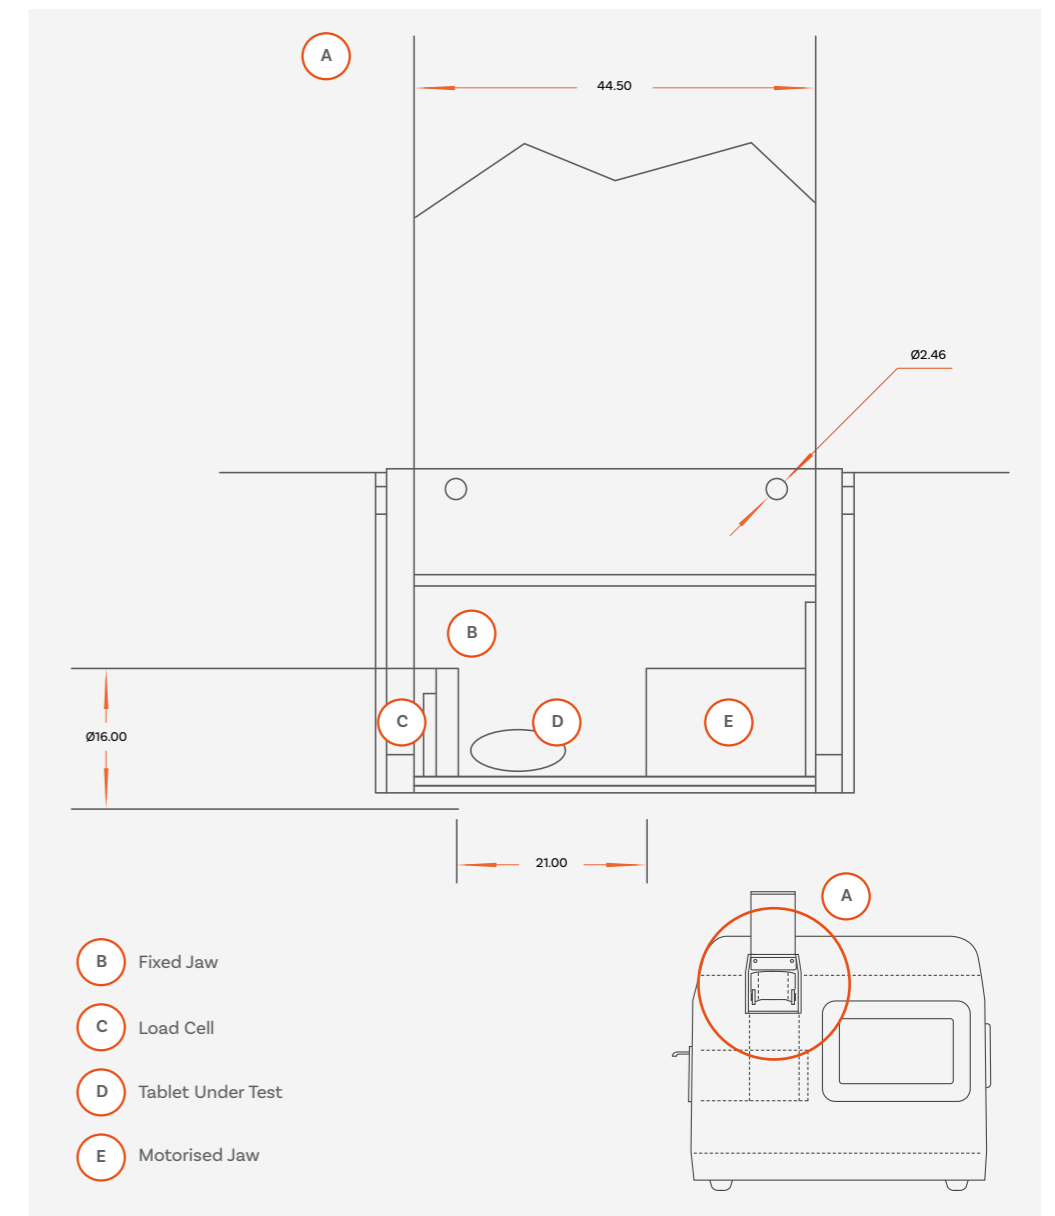 A
44.50
Ø2.46
B
C
D
E
Ø16.00
21.00
A
B Fixed Jaw
C Load Cell
D Tablet Under Test
E Motorised Jaw